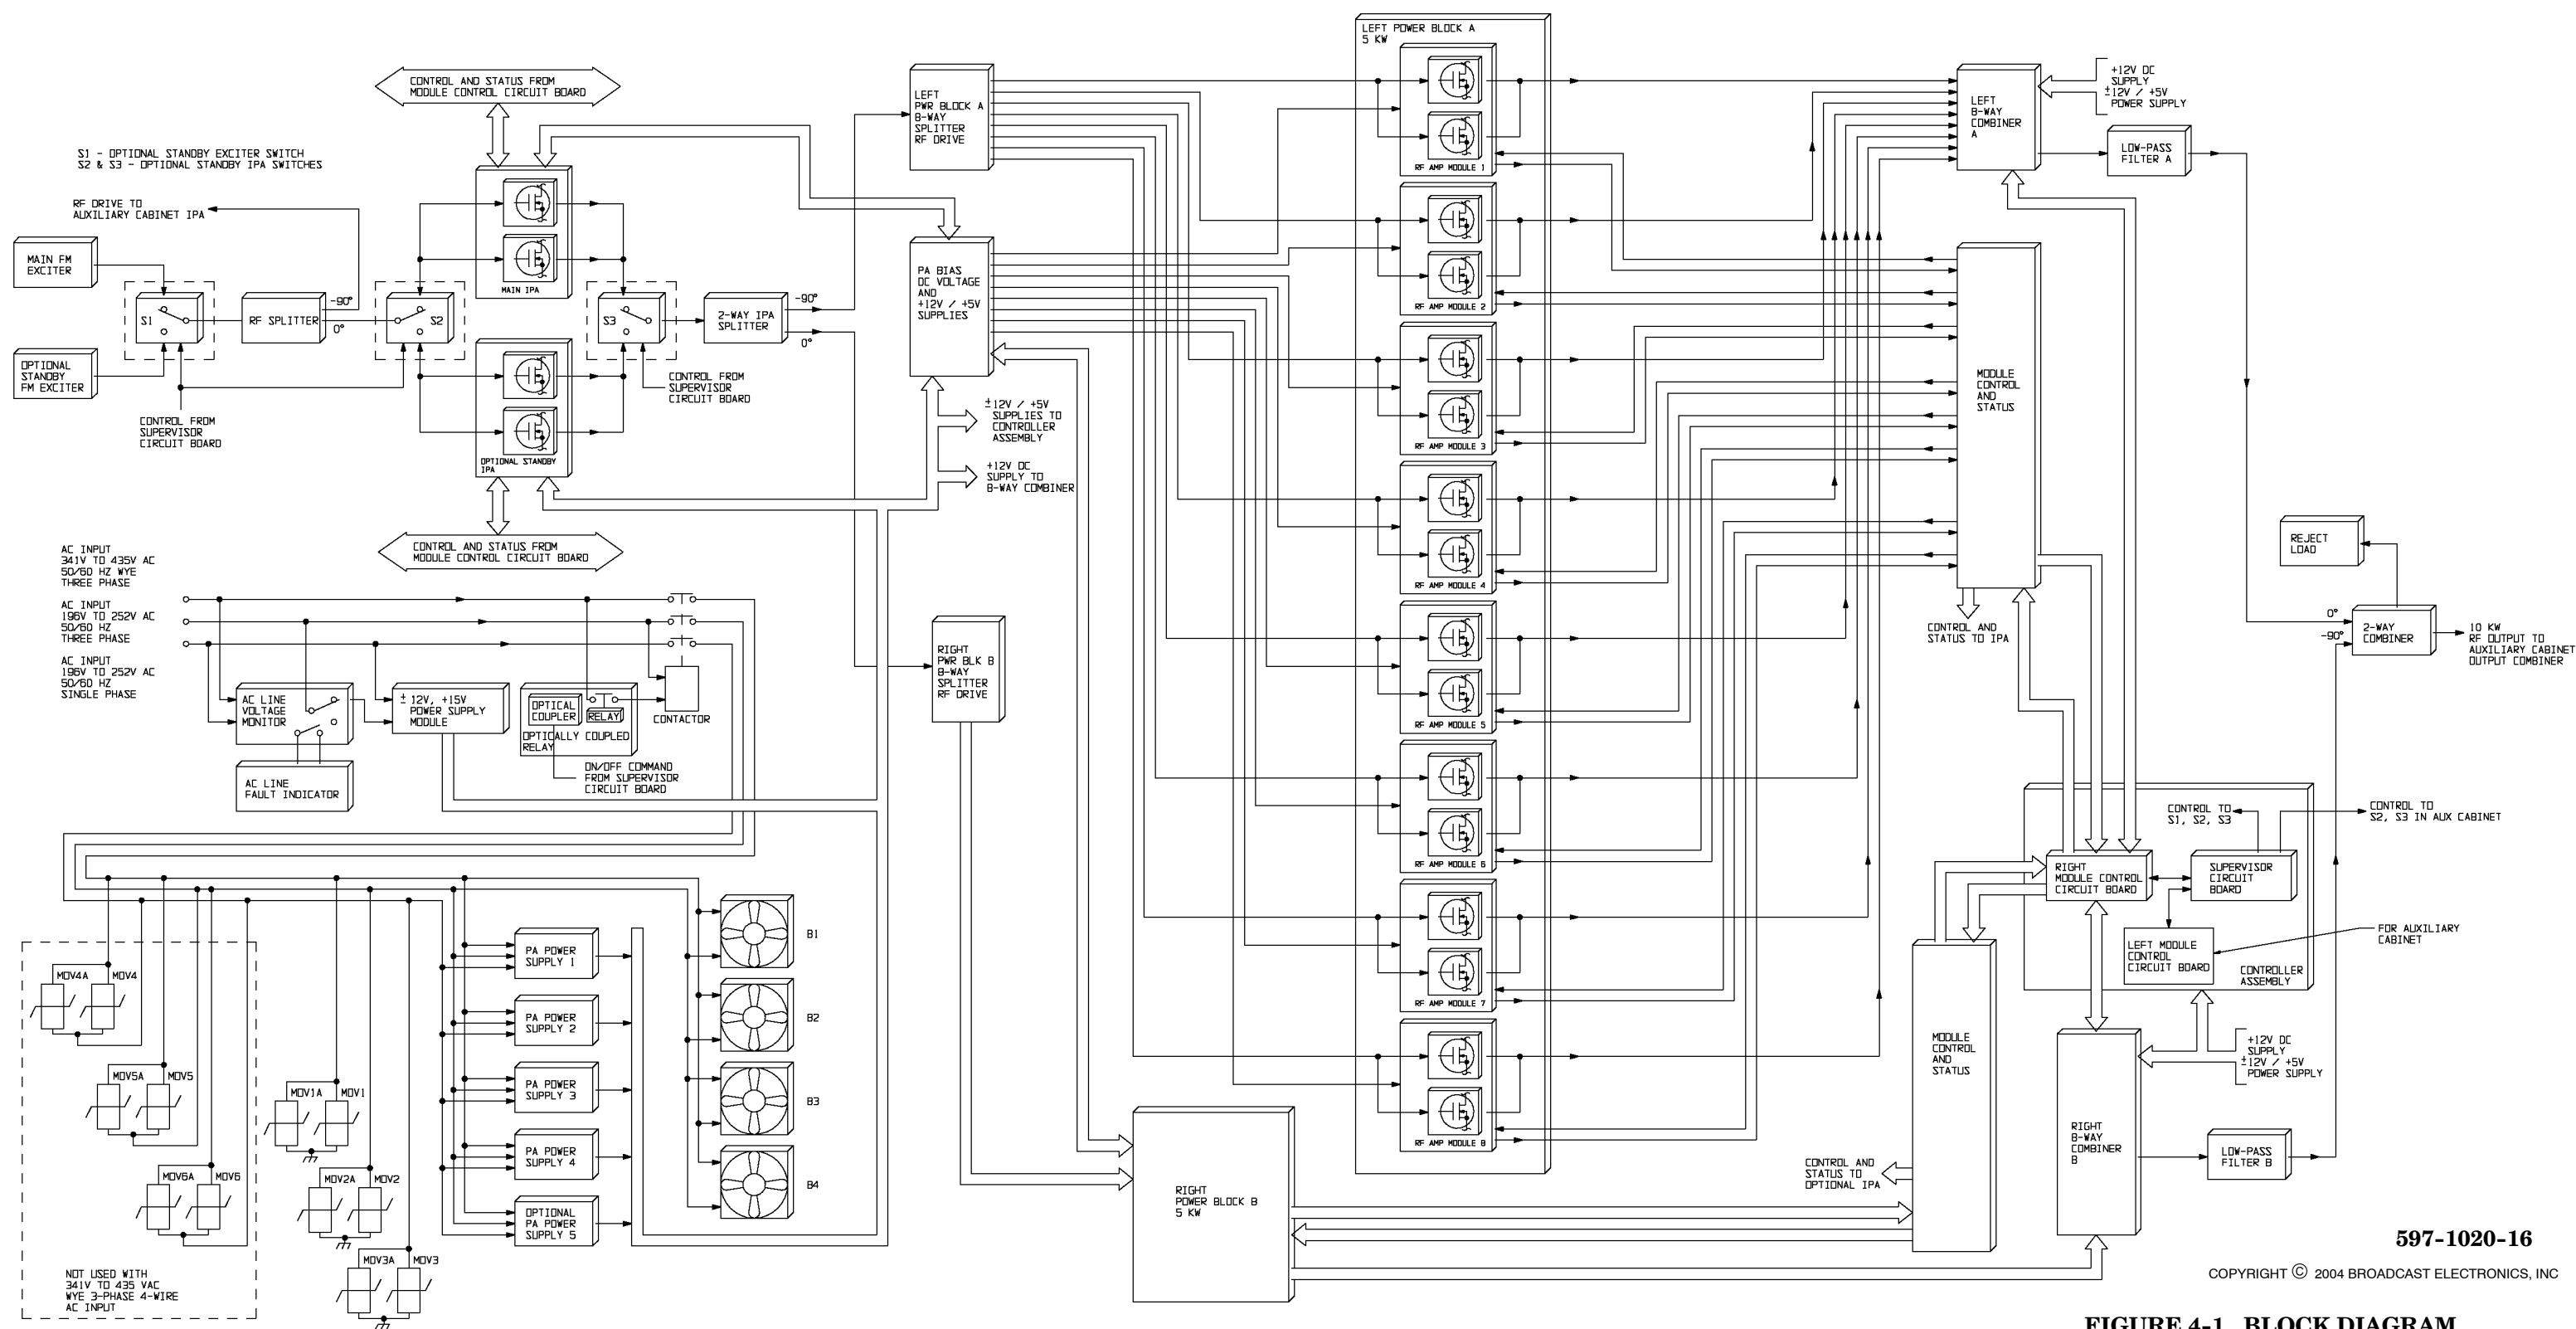 CONTROL AND STATUS FROM
MODULE CONTROL CIRCUIT BOARD
S1 - OPTIONAL STANDBY EXCITER SWITCH
S2 & S3 - OPTIONAL STANDBY IPA SWITCHES
RF DRIVE TO
AUXILIARY CABINET IPA
MAIN FM
EXCITER
S1
RF SPLITTER
-90°
0°
S2
MAIN IPA
S3
2-WAY IPA
SPLITTER
-90°
0°
OPTIONAL
STANDBY
FM EXCITER
CONTROL FROM
SUPERVISOR
CIRCUIT BOARD
OPTIONAL STANDBY
IPA
CONTROL FROM
SUPERVISOR
CIRCUIT BOARD
CONTROL AND STATUS FROM
MODULE CONTROL CIRCUIT BOARD
LEFT
PWR BLOCK A
8-WAY
SPLITTER
RF DRIVE
PA BIAS
DC VOLTAGE
AND
+12V / +5V
SUPPLIES
±12V / +5V
SUPPLIES TO
CONTROLLER
ASSEMBLY
+12V DC
SUPPLY TO
8-WAY COMBINER
RIGHT
PWR BLK B
8-WAY
SPLITTER
RF DRIVE
AC INPUT
341V TO 435V AC
50/60 HZ WYE
THREE PHASE
AC INPUT
196V TO 252V AC
50/60 HZ
THREE PHASE
AC INPUT
196V TO 252V AC
50/60 HZ
SINGLE PHASE
AC LINE
VOLTAGE
MONITOR
± 12V, +15V
POWER SUPPLY
MODULE
OPTICAL
COUPLER
RELAY
OPTICALLY COUPLED
RELAY
CONTACTOR
AC LINE
FAULT INDICATOR
ON/OFF COMMAND
FROM SUPERVISOR
CIRCUIT BOARD
MOV4A
MOV4
MOV5A
MOV5
MOV6A
MOV6
MOV1A
MOV1
MOV2A
MOV2
MOV3A
MOV3
NOT USED WITH
341V TO 435 VAC
WYE 3-PHASE 4-WIRE
AC INPUT
PA POWER
SUPPLY 1
PA POWER
SUPPLY 2
PA POWER
SUPPLY 3
PA POWER
SUPPLY 4
OPTIONAL
PA POWER
SUPPLY 5
B1
B2
B3
B4
LEFT POWER BLOCK A
5 KW
RF AMP MODULE 1
RF AMP MODULE 2
RF AMP MODULE 3
RF AMP MODULE 4
RF AMP MODULE 5
RF AMP MODULE 6
RF AMP MODULE 7
RF AMP MODULE 8
RIGHT
POWER BLOCK B
5 KW
LEFT
8-WAY
COMBINER
A
+12V DC
SUPPLY
±12V / +5V
POWER SUPPLY
LOW-PASS
FILTER A
MODULE
CONTROL
AND
STATUS
CONTROL AND
STATUS TO IPA
REJECT
LOAD
0°
-90°
2-WAY
COMBINER
10 KW
RF OUTPUT TO
AUXILIARY CABINET
OUTPUT COMBINER
CONTROL TO
S1, S2, S3
CONTROL TO
S2, S3 IN AUX CABINET
RIGHT
MODULE CONTROL
CIRCUIT BOARD
SUPERVISOR
CIRCUIT
BOARD
LEFT MODULE
CONTROL
CIRCUIT BOARD
CONTROLLER
ASSEMBLY
FOR AUXILIARY
CABINET
MODULE
CONTROL
AND
STATUS
CONTROL AND
STATUS TO
OPTIONAL IPA
RIGHT
8-WAY
COMBINER
B
+12V DC
SUPPLY
±12V / +5V
POWER SUPPLY
LOW-PASS
FILTER B
597-1020-16
COPYRIGHT © 2004 BROADCAST ELECTRONICS, INC
FIGURE 4-1. BLOCK DIAGRAM